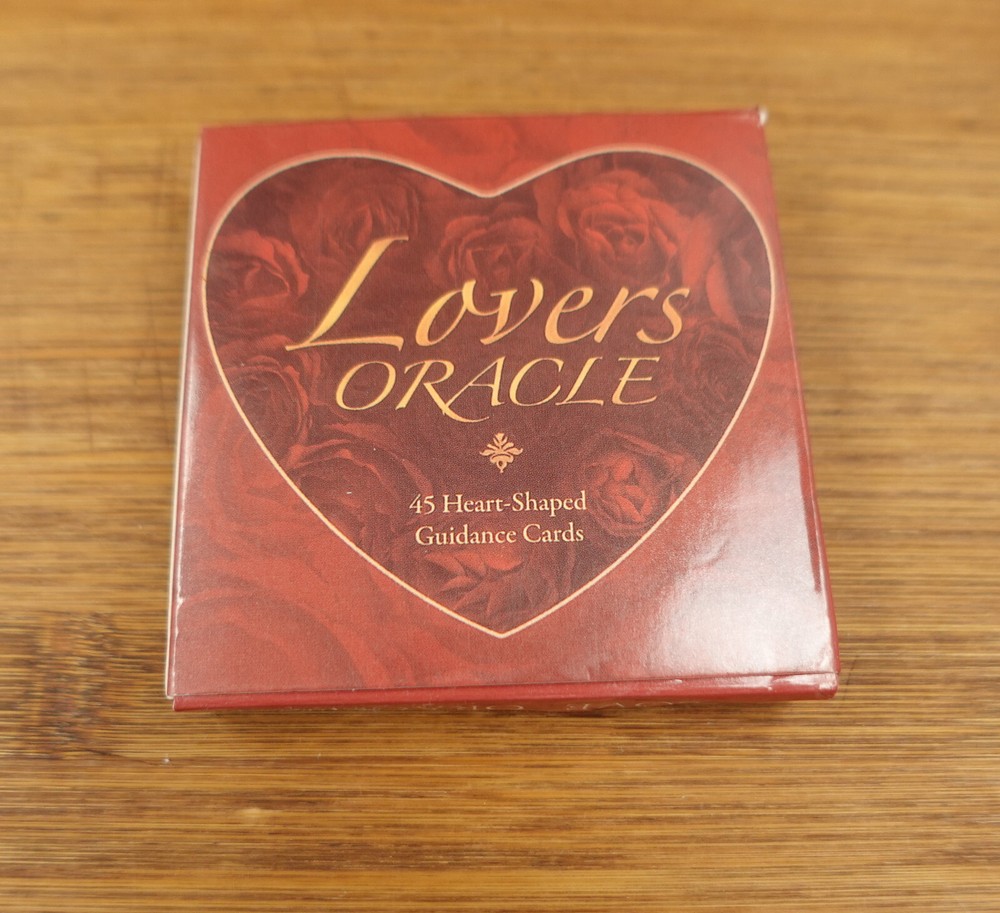 Lovers
ORACLE
45 Heart-Shaped
Guidance Cards